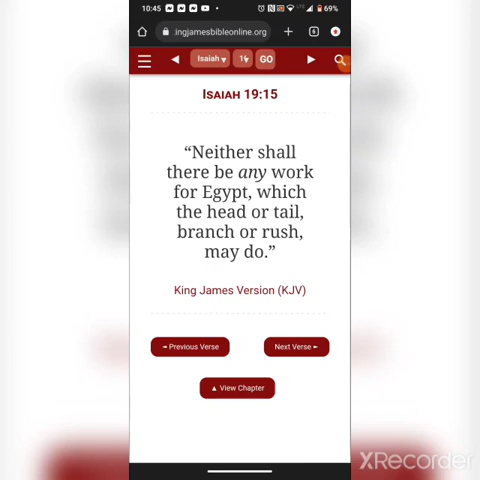 10:45 LTE 69%
ingjamesbibleonline.org 6
Isaiah GO
Isaiah 19:15
“Neither shall
there be any work
for Egypt, which
the head or tail,
branch or rush,
may do.”
King James Version (KJV)
◄ Previous Verse Next Verse ►
▲ View Chapter
XRecorder